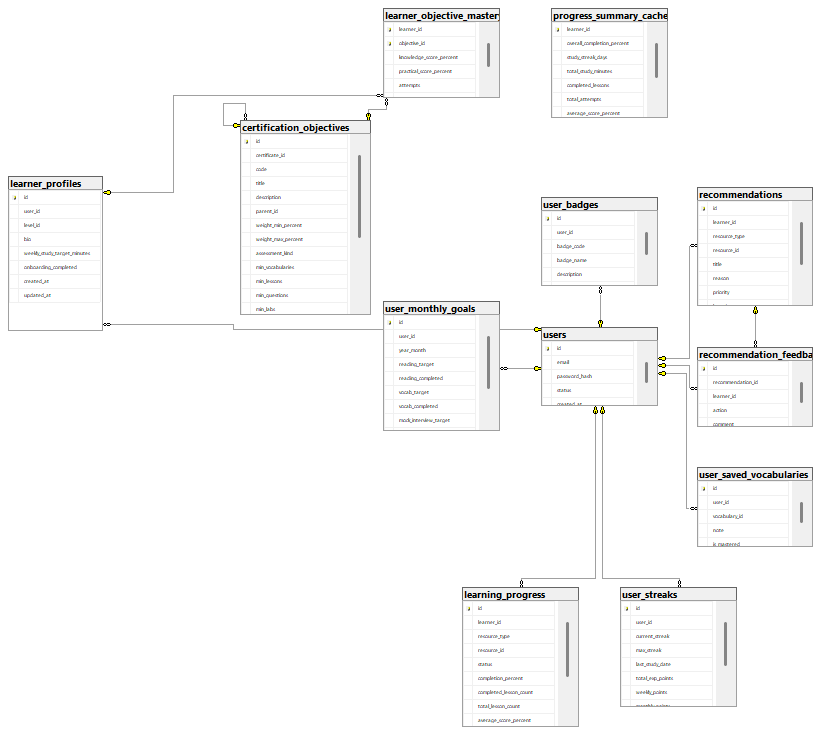 learner_objective_master
learner_id
objective_id
knowledge_score_percent
practical_score_percent
attempts
progress_summary_cache
learner_id
overall_completion_percent
study_streak_days
total_study_minutes
completed_lessons
total_attempts
average_score_percent
certification_objectives
id
certificate_id
code
title
description
parent_id
weight_min_percent
weight_max_percent
assessment_kind
min_vocabularies
min_lessons
min_questions
min_labs
learner_profiles
id
user_id
level_id
bio
weekly_study_target_minutes
onboarding_completed
created_at
updated_at
user_badges
id
user_id
badge_code
badge_name
description
recommendations
id
learner_id
resource_type
resource_id
title
reason
priority
user_monthly_goals
id
user_id
year_month
reading_target
reading_completed
vocab_target
vocab_completed
mock_interview_target
users
id
email
password_hash
status
created_at
recommendation_feedba
id
recommendation_id
learner_id
action
comment
user_saved_vocabularies
id
user_id
vocabulary_id
note
is_mastered
learning_progress
id
learner_id
resource_type
resource_id
status
completion_percent
completed_lesson_count
total_lesson_count
average_score_percent
user_streaks
id
user_id
current_streak
max_streak
last_study_date
total_exp_points
weekly_points